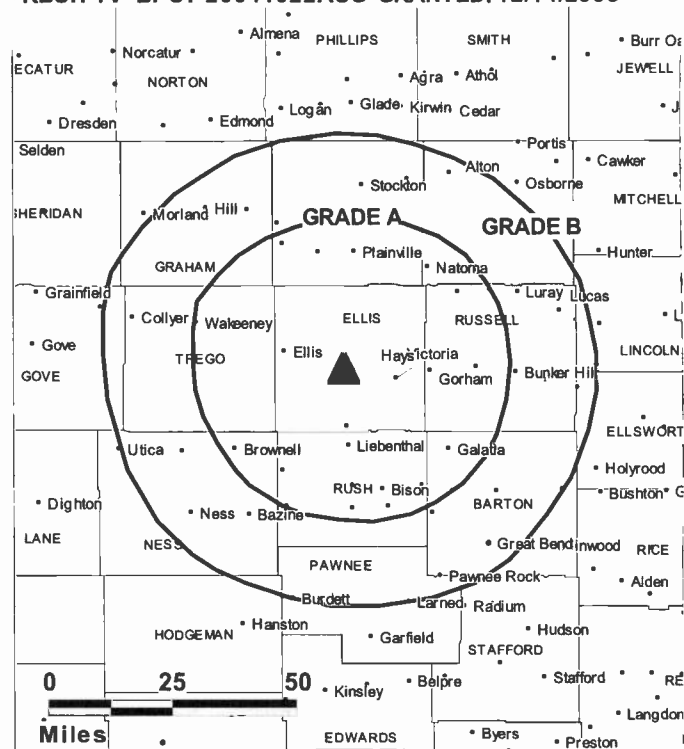 Almena
PHILLIPS
SMITH
Burr Oa
Norcatur
ECATUR
NORTON
Agra
Athol
JEWELL
Logan
Glade
Kirwin
Cedar
Dresden
Edmond
Portis
Selden
Alton
Cawker
Stockton
Osborne
MITCHELL
SHERIDAN
Morland
Hill
GRADE A
GRADE B
Plainville
Hunter
GRAHAM
Natoma
Grainfield
Luray
Lucas
Collyer
Wakeeney
ELLIS
RUSSELL
Gove
TREGO
Ellis
Hays
Victoria
LINCOLN
GOVE
Gorham
Bunker Hill
ELLSWORT
Utica
Brownell
Liebenthal
Galatia
Holyrood
Dighton
RUSH
Bison
Bushton
G
Ness
Bazine
BARTON
LANE
NESS
Great Bend
inwood
RICE
PAWNEE
Pawnee Rock
Alden
Burdett
Larned
Radium
Hanston
Hudson
HODGEMAN
Garfield
STAFFORD
0 25 50
Belpre
Stafford
RE
Kinsley
Langdon
Miles
EDWARDS
Byers
Preston